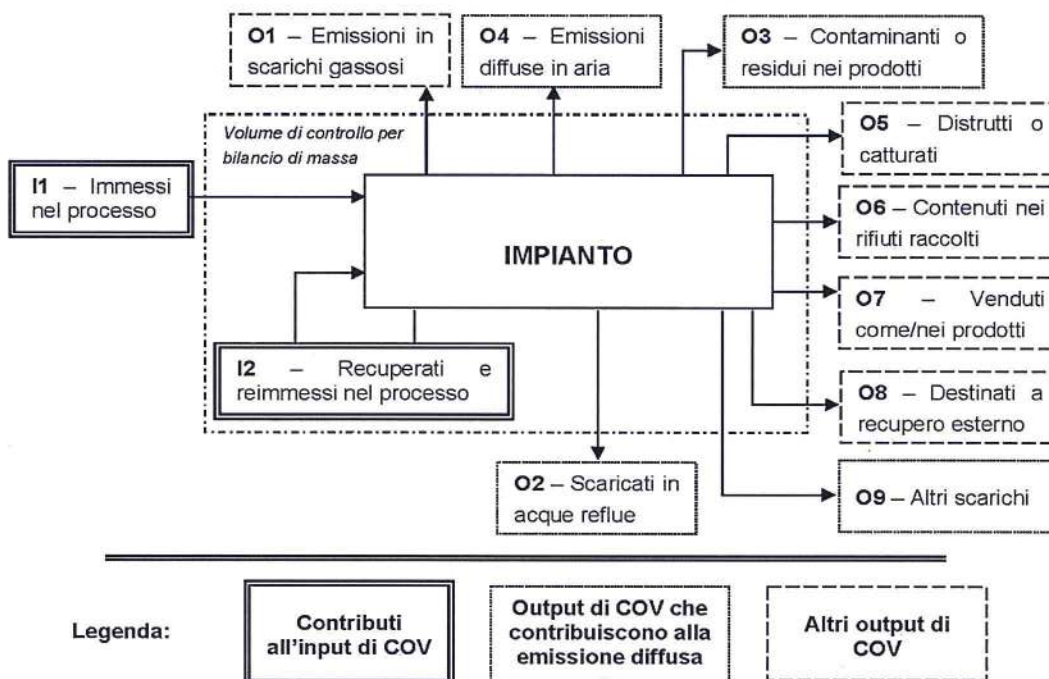 O1 – Emissioni in
scarichi gassosi
O4 – Emissioni
diffuse in aria
O3 – Contaminanti o
residui nei prodotti
Volume di controllo per
bilancio di massa
O5 – Distrutti o
catturati
I1 – Immessi
nel processo
O6 – Contenuti nei
rifiuti raccolti
IMPIANTO
O7 – Venduti
come/nei prodotti
I2 – Recuperati e
reimmessi nel processo
O8 – Destinati a
recupero esterno
O2 – Scaricati in
acque reflue
O9 – Altri scarichi
Legenda:
Contributi
all'input di COV
Output di COV che
contribuiscono alla
emissione diffusa
Altri output di
COV